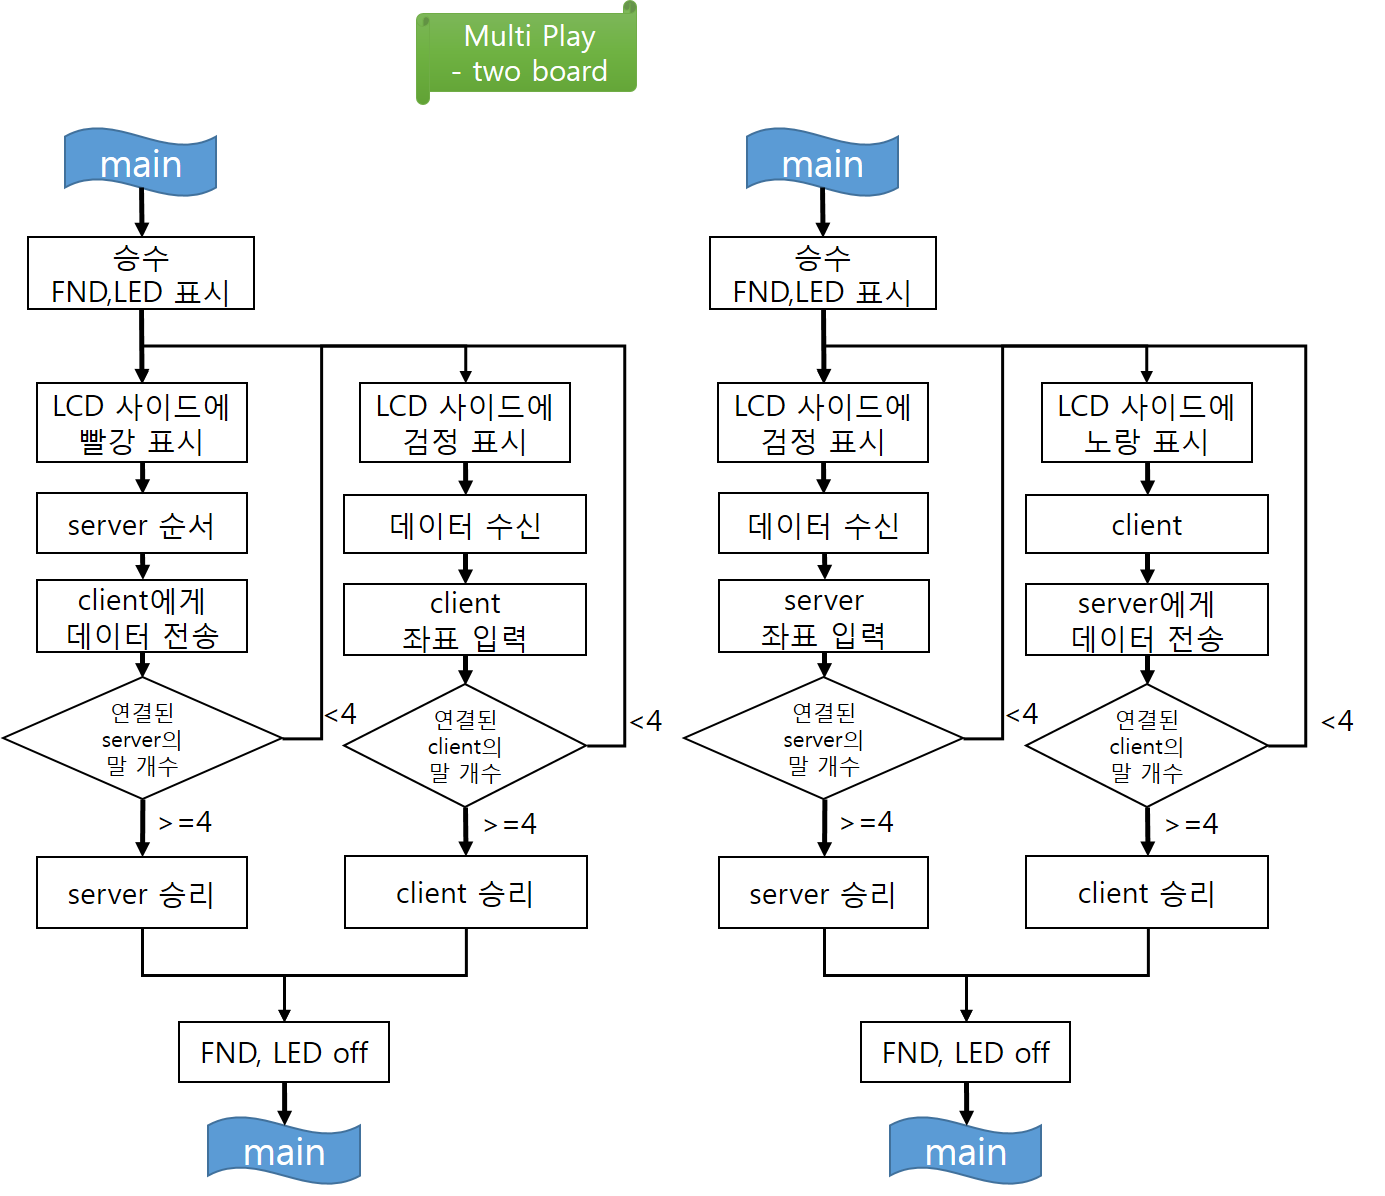 Multi Play
- two board
main
승수
FND,LED 표시
LCD 사이드에
빨강 표시
server 순서
client에게
데이터 전송
연결된
server의
말 개수
<4
>=4
server 승리
LCD 사이드에
검정 표시
데이터 수신
client
좌표 입력
연결된
client의
말 개수
<4
>=4
client 승리
FND, LED off
main
main
승수
FND,LED 표시
LCD 사이드에
검정 표시
데이터 수신
server
좌표 입력
연결된
server의
말 개수
<4
>=4
server 승리
LCD 사이드에
노랑 표시
client
server에게
데이터 전송
연결된
client의
말 개수
<4
>=4
client 승리
FND, LED off
main